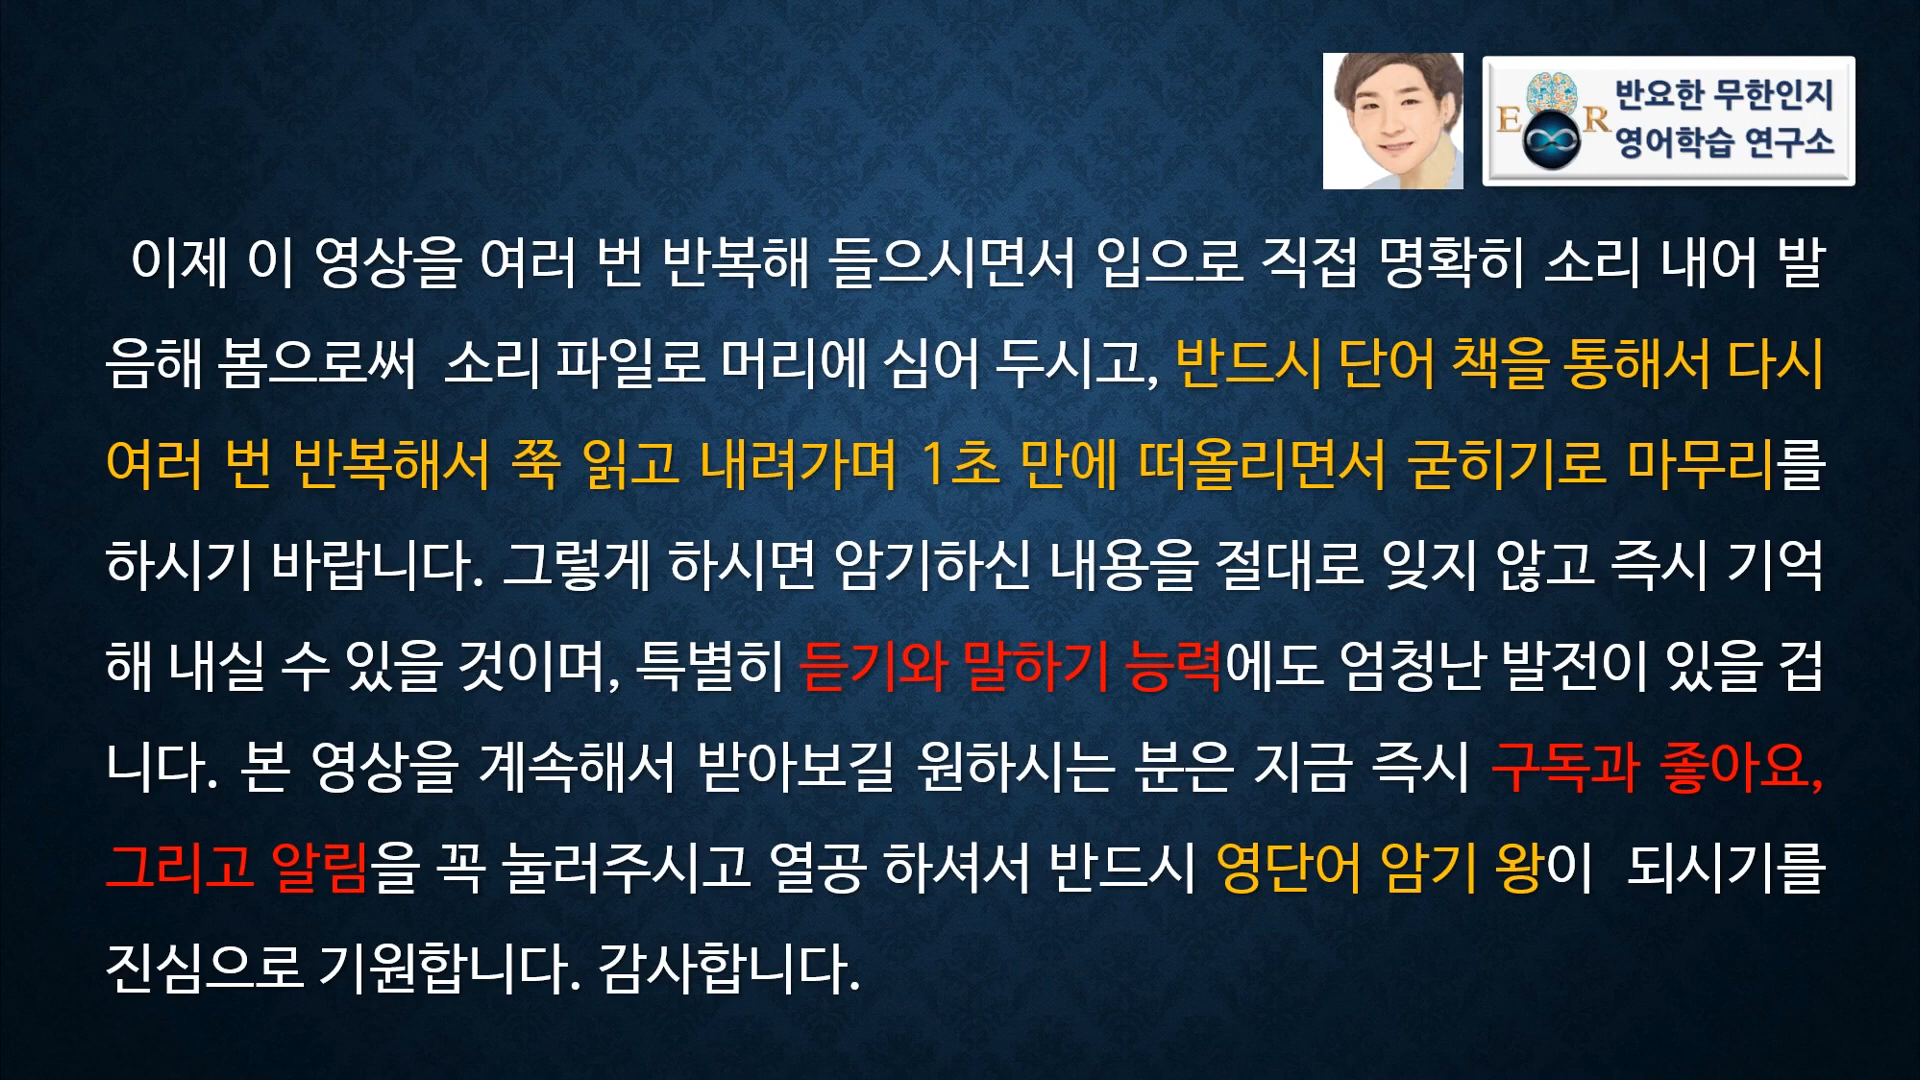 E R 반요한 무한인지
영어학습 연구소
이제 이 영상을 여러 번 반복해 들으시면서 입으로 직접 명확히 소리 내어 발
음해 봄으로써 소리 파일로 머리에 심어 두시고, 반드시 단어 책을 통해서 다시
여러 번 반복해서 쭉 읽고 내려가며 1초 만에 떠올리면서 굳히기로 마무리를
하시기 바랍니다. 그렇게 하시면 암기하신 내용을 절대로 잊지 않고 즉시 기억
해 내실 수 있을 것이며, 특별히 듣기와 말하기 능력에도 엄청난 발전이 있을 겁
니다. 본 영상을 계속해서 받아보길 원하시는 분은 지금 즉시 구독과 좋아요,
그리고 알림을 꼭 눌러주시고 열공 하셔서 반드시 영단어 암기 왕이 되시기를
진심으로 기원합니다. 감사합니다.